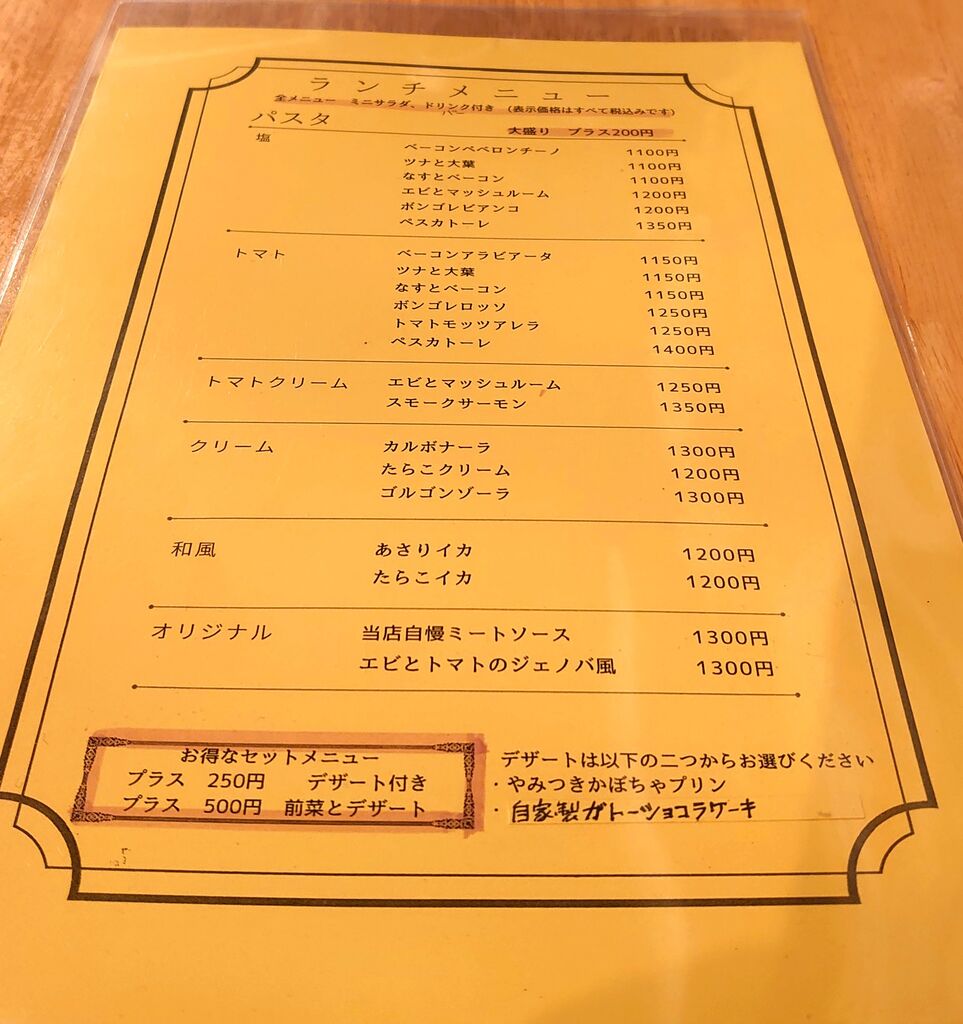 ランチメニュー
全メニュー　ミニサラダ、ドリンク付き　(表示価格はすべて税込みです)
パスタ　大盛り　プラス200円
塩　ベーコンペペロンチーノ　1100円
ツナと大葉　1100円
なすとベーコン　1100円
エビとマッシュルーム　1200円
ボンゴレビアンコ　1200円
ペスカトーレ　1350円
トマト　ベーコンアラビアータ　1150円
ツナと大葉　1150円
なすとベーコン　1150円
ボンゴレロッソ　1250円
トマトモッツアレラ　1250円
ペスカトーレ　1400円
トマトクリーム　エビとマッシュルーム　1250円
スモークサーモン　1350円
クリーム　カルボナーラ　1300円
たらこクリーム　1200円
ゴルゴンゾーラ　1300円
和風　あさりイカ　1200円
たらこイカ　1200円
オリジナル　当店自慢ミートソース　1300円
エビとトマトのジェノバ風　1300円
お得なセットメニュー
プラス　250円　デザート付き
プラス　500円　前菜とデザート
デザートは以下の二つからお選びください
・やみつきかぼちゃプリン
・自家製ガトーショコラケーキ